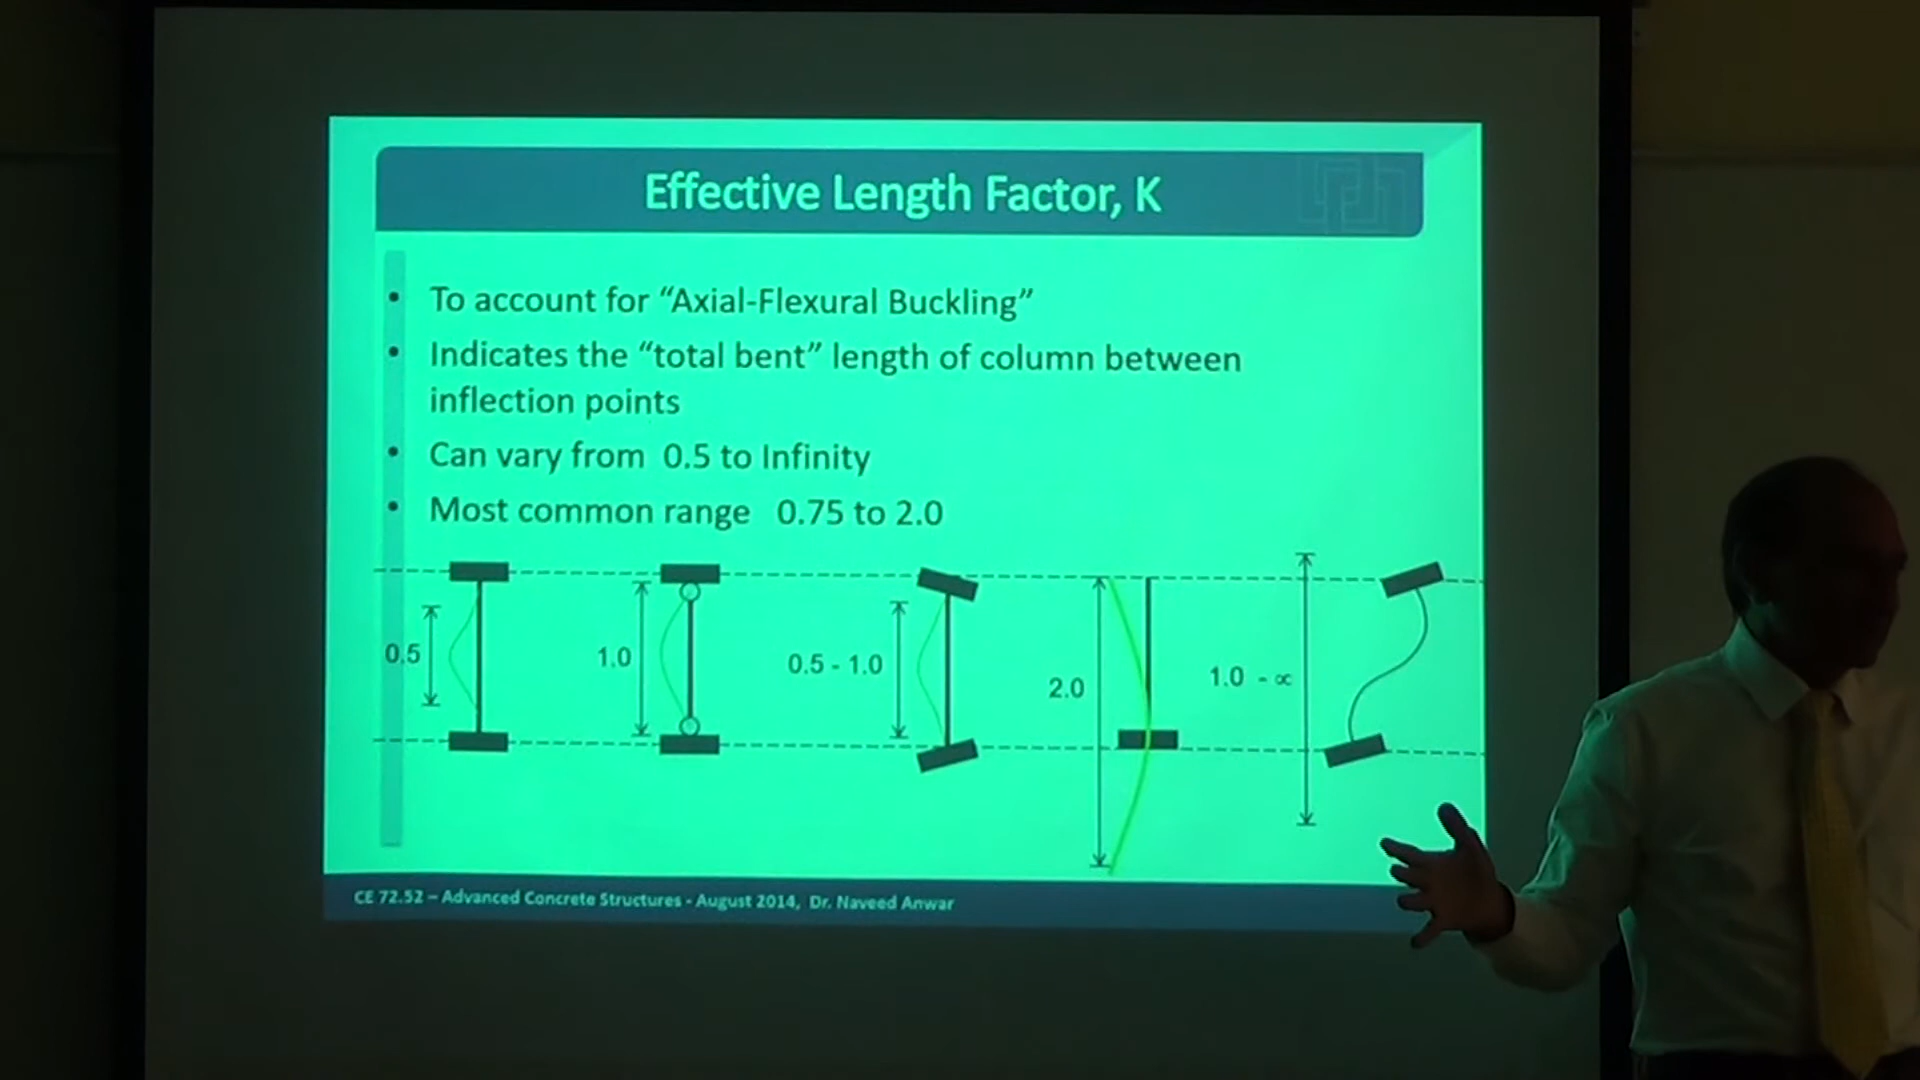 Effective Length Factor, K
• To account for “Axial-Flexural Buckling”
• Indicates the “total bent” length of column between
inflection points
• Can vary from 0.5 to Infinity
• Most common range 0.75 to 2.0
0.5
1.0
0.5 - 1.0
2.0
1.0 - ∝
CE 72.52 – Advanced Concrete Structures - August 2014, Dr. Naveed Anwar